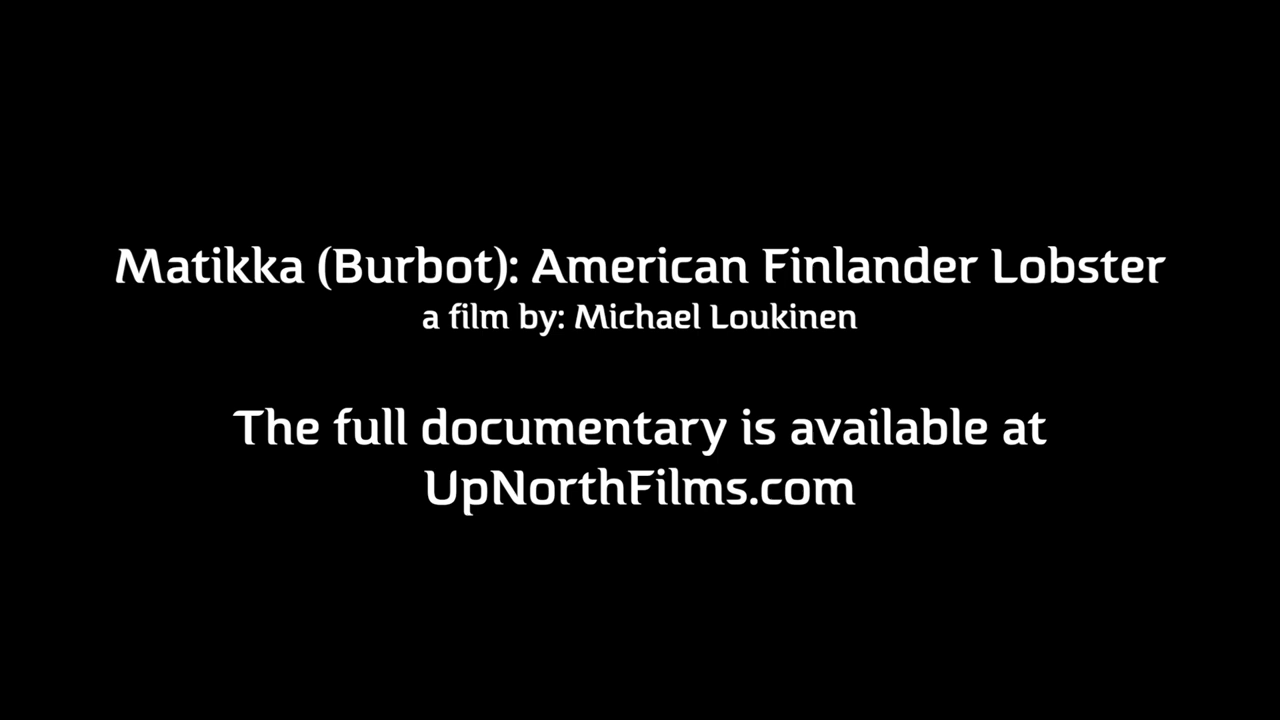 Matikka (Burbot): American Finlander Lobster
a film by: Michael Loukinen
The full documentary is available at
UpNorthFilms.com